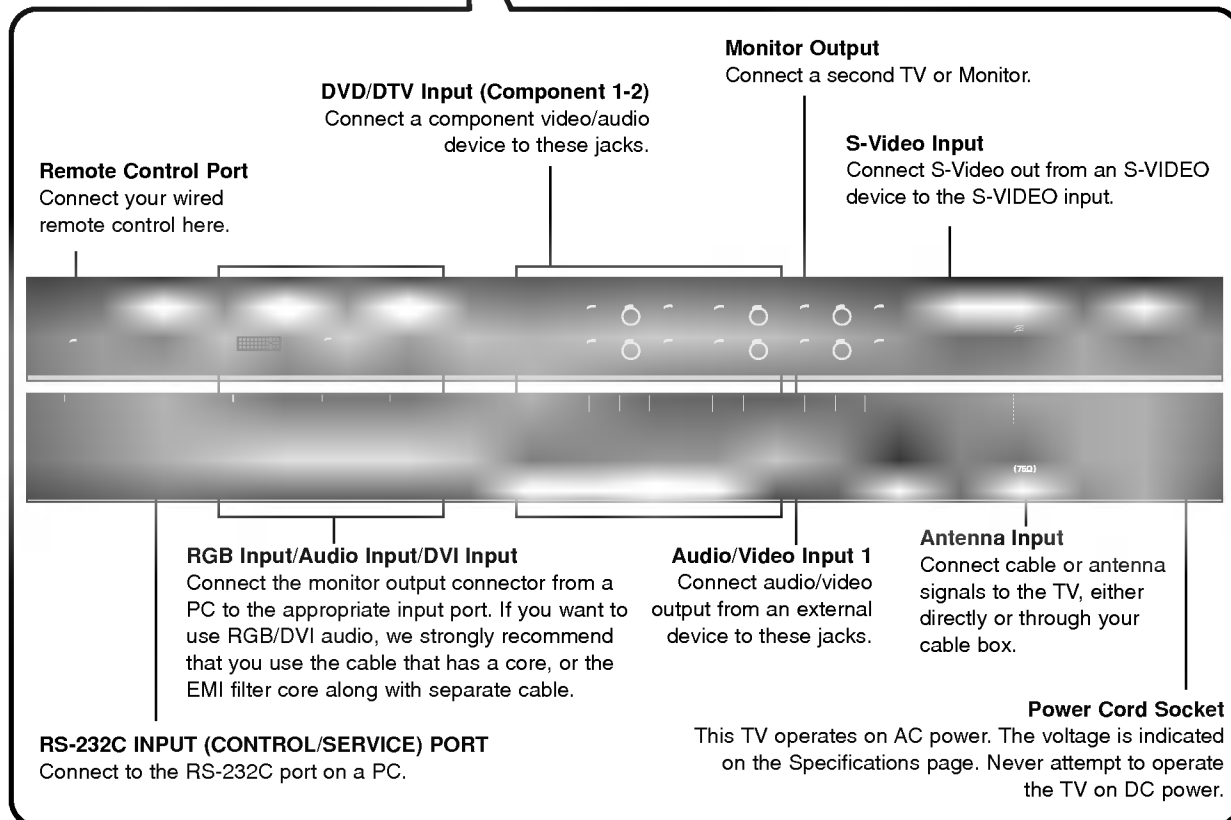 Monitor Output
Connect a second TV or Monitor.
DVD/DTV Input (Component 1-2)
Connect a component video/audio
device to these jacks.
S-Video Input
Connect S-Video out from an S-VIDEO
device to the S-VIDEO input.
Remote Control Port
Connect your wired
remote control here.
(75Ω)
RGB Input/Audio Input/DVI Input
Connect the monitor output connector from a
PC to the appropriate input port. If you want to
use RGB/DVI audio, we strongly recommend
that you use the cable that has a core, or the
EMI filter core along with separate cable.
Audio/Video Input 1
Connect audio/video
output from an external
device to these jacks.
Antenna Input
Connect cable or antenna
signals to the TV, either
directly or through your
cable box.
RS-232C INPUT (CONTROL/SERVICE) PORT
Connect to the RS-232C port on a PC.
Power Cord Socket
This TV operates on AC power. The voltage is indicated
on the Specifications page. Never attempt to operate
the TV on DC power.